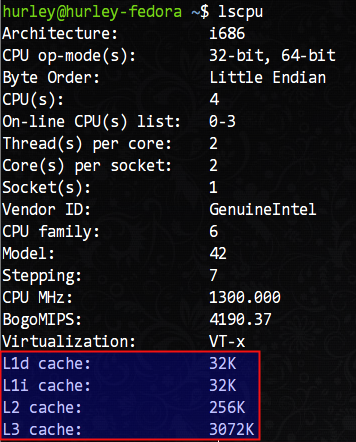 hurley@hurley-fedora ~$ lscpu
Architecture: i686
CPU op-mode(s): 32-bit, 64-bit
Byte Order: Little Endian
CPU(s): 4
On-line CPU(s) list: 0-3
Thread(s) per core: 2
Core(s) per socket: 2
Socket(s): 1
Vendor ID: GenuineIntel
CPU family: 6
Model: 42
Stepping: 7
CPU MHz: 1300.000
BogoMIPS: 4190.37
Virtualization: VT-x
L1d cache: 32K
L1i cache: 32K
L2 cache: 256K
L3 cache: 3072K